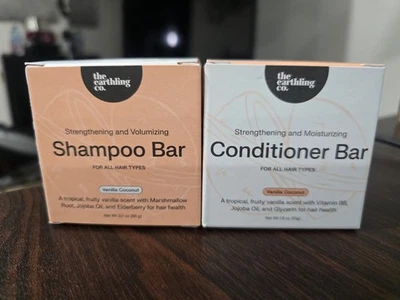 the
earthling
co.
Strengthening and Volumizing
Shampoo Bar
FOR ALL HAIR TYPES
Vanilla Coconut
A tropical, fruity vanilla scent with Marshmallow
Root, Jojoba Oil, and Elderberry for hair health
the
earthling
co.
Strengthening and Moisturizing
Conditioner Bar
FOR ALL HAIR TYPES
Vanilla Coconut
A tropical, fruity vanilla scent with Vitamin B5,
Jojoba Oil, and Glycerin for hair health